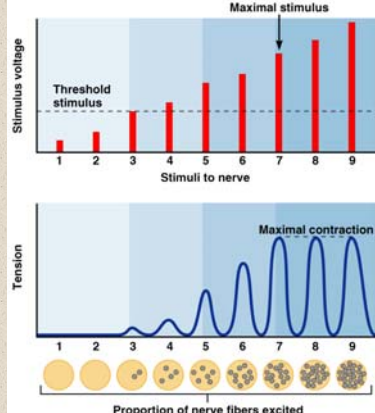 Maximal stimulus
Stimulus voltage
Threshold
stimulus
1 2 3 4 5 6 7 8 9
Stimuli to nerve
Tension
Maximal contraction
1 2 3 4 5 6 7 8 9
Proportion of nerve fibers excited